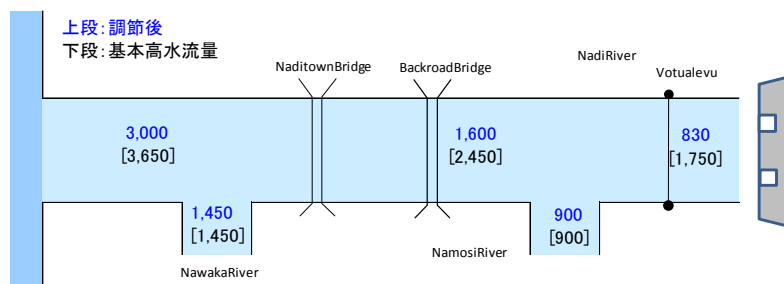 上段:調節後
下段:基本高水流量
NaditownBridge
BackroadBridge
NadiRiver
Votualevu
3,000
[3,650]
1,600
[2,450]
830
[1,750]
1,450
[1,450]
900
[900]
NawakaRiver
NamosiRiver